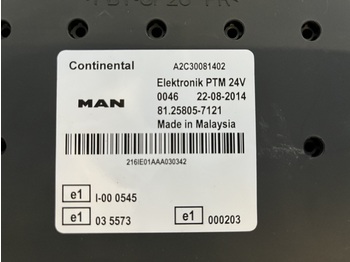 Continental A2C30081402
Elektronik PTM 24V
MAN 0046 22-08-2014
81.25805-7121
Made in Malaysia
216IE01AAA030342
e1 I-00 0545
e1 03 5573 e1 000203